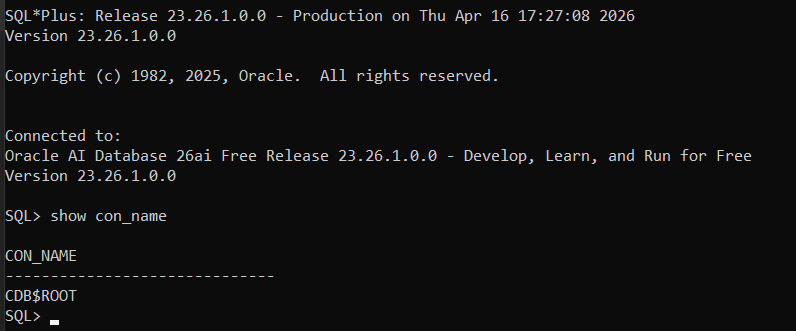 SQL*Plus: Release 23.26.1.0.0 - Production on Thu Apr 16 17:27:08 2026
Version 23.26.1.0.0
Copyright (c) 1982, 2025, Oracle.  All rights reserved.
Connected to:
Oracle AI Database 26ai Free Release 23.26.1.0.0 - Develop, Learn, and Run for Free
Version 23.26.1.0.0
SQL> show con_name
CON_NAME
------------------------------
CDB$ROOT
SQL>